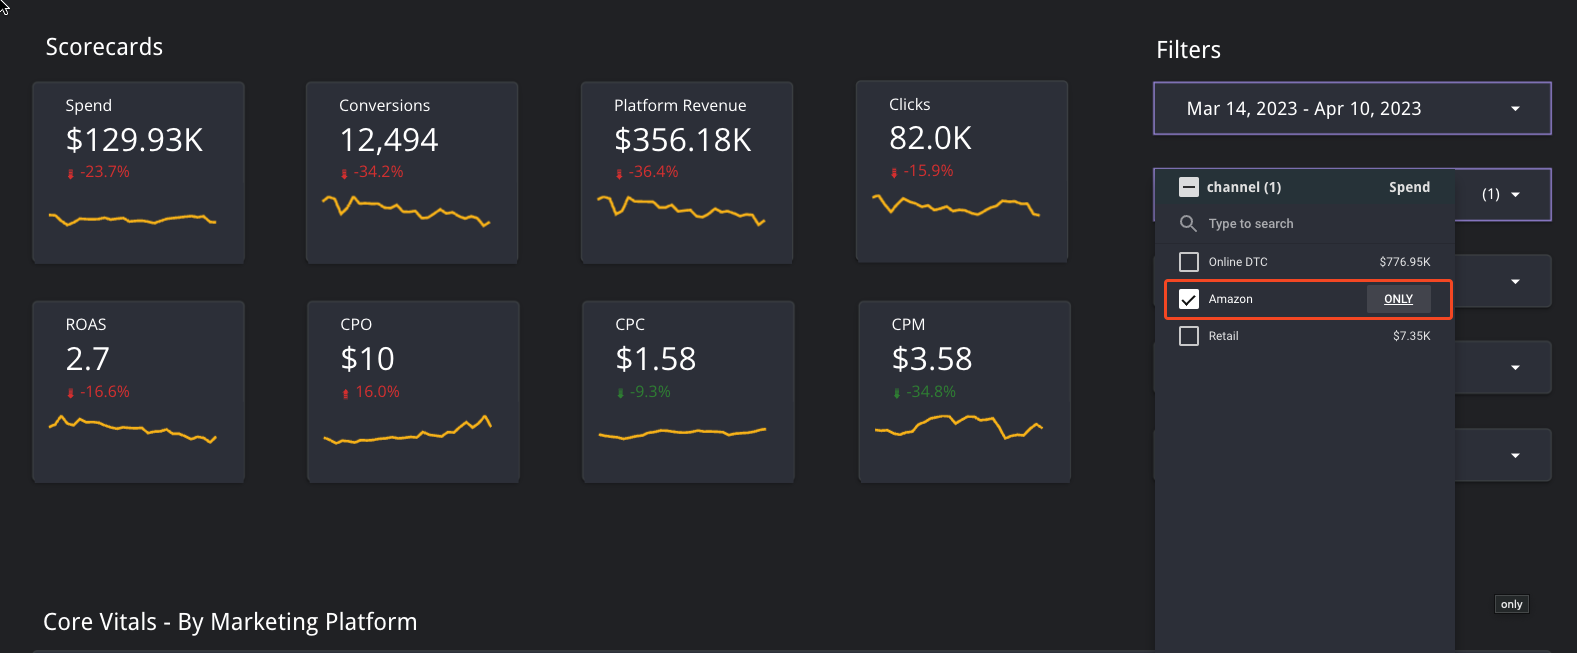 Scorecards
Spend
$129.93K
-23.7%
Conversions
12,494
-34.2%
Platform Revenue
$356.18K
-36.4%
Clicks
82.0K
-15.9%
ROAS
2.7
-16.6%
CPO
$10
16.0%
CPC
$1.58
-9.3%
CPM
$3.58
-34.8%
Filters
Mar 14, 2023 - Apr 10, 2023
(1)
channel (1) Spend
Type to search
Online DTC $776.95K
Amazon ONLY
Retail $7.35K
only
Core Vitals - By Marketing Platform